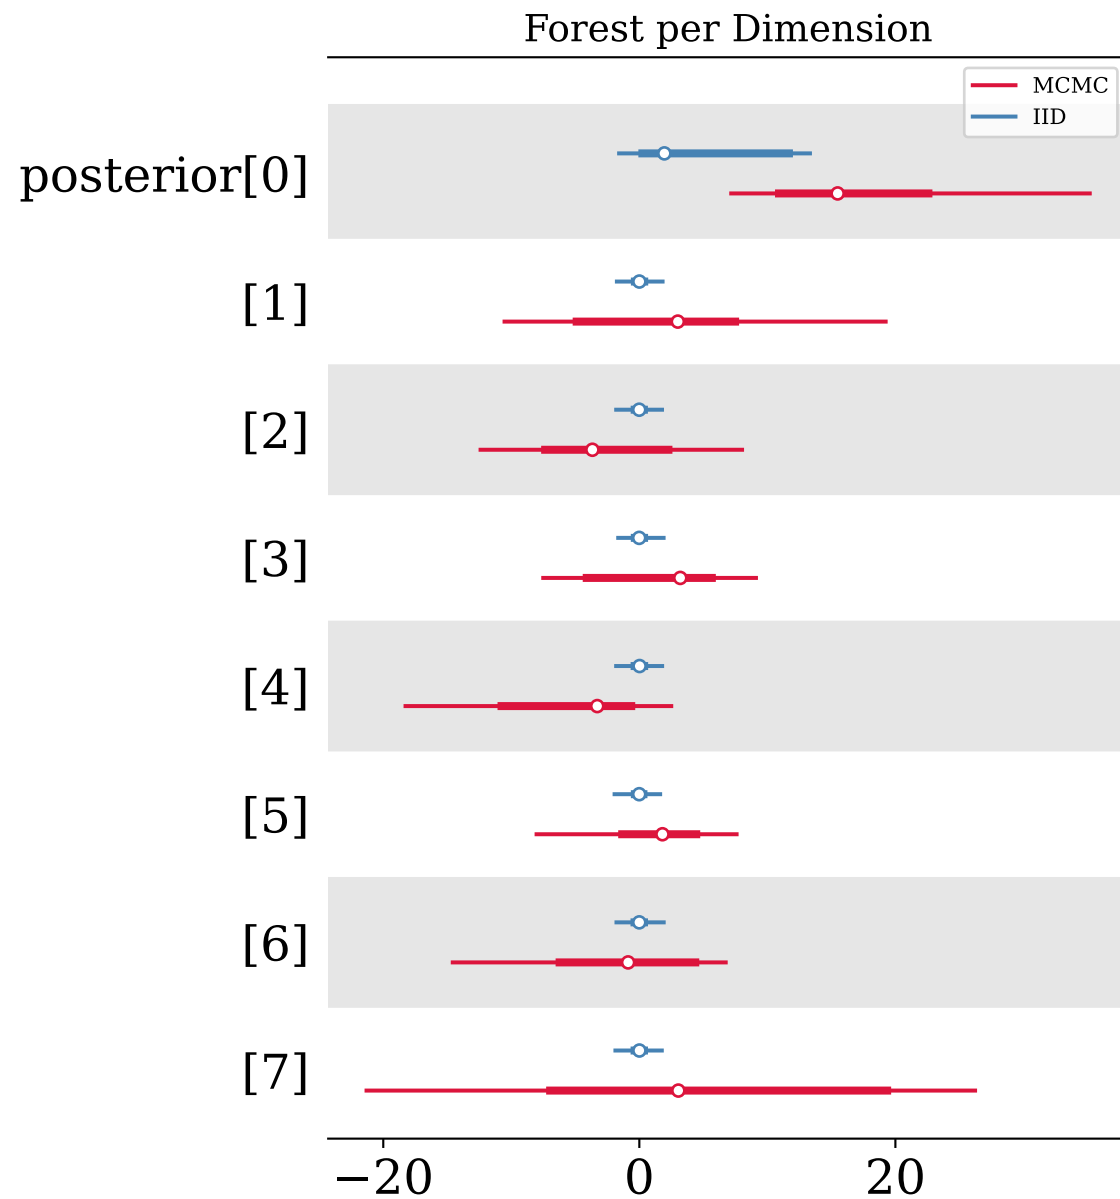 Forest per Dimension
MCMC
IID
posterior[0]
[1]
[2]
[3]
[4]
[5]
[6]
[7]
−20 0 20